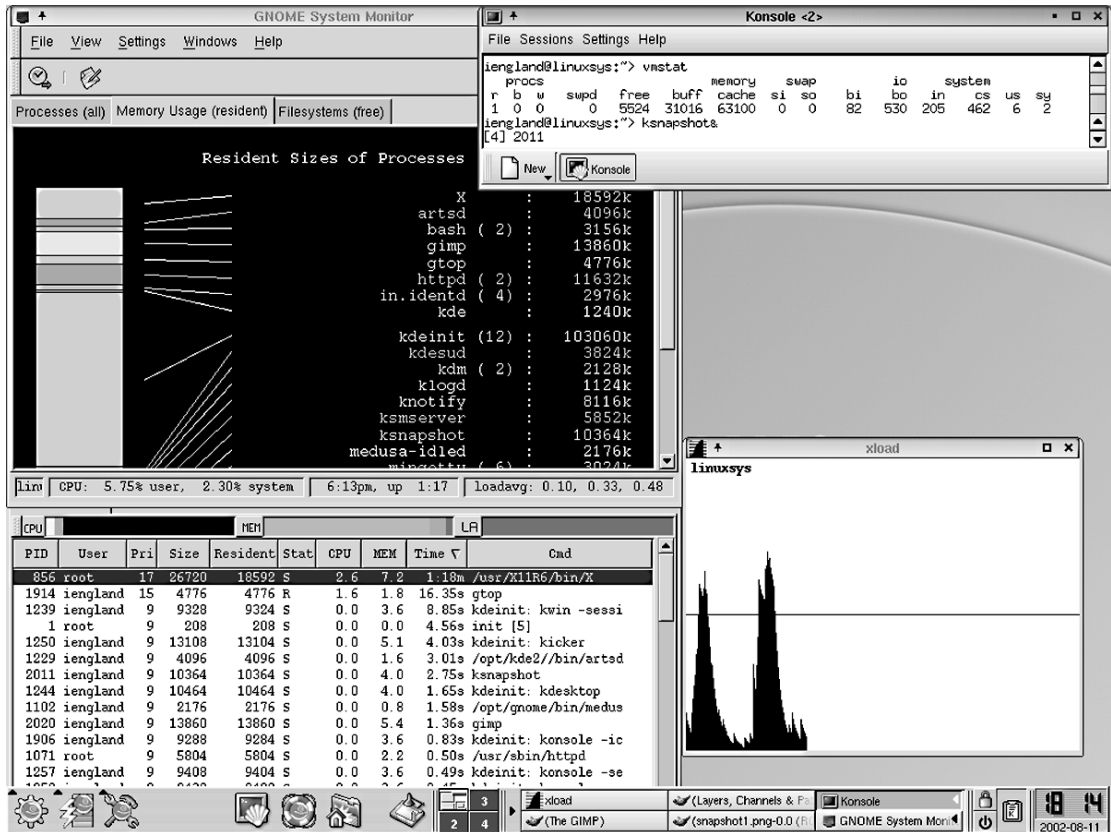 GNOME System Monitor
File View Settings Windows Help
Processes (all) Memory Usage (resident) Filesystems (free)
Resident Sizes of Processes
X : 18592k
artsd : 4096k
bash ( 2) : 3156k
gimp : 13860k
gtop : 4776k
httpd ( 2) : 11632k
in.identd ( 4) : 2976k
kde : 1240k
kdeinit (12) : 103060k
kdesud : 3824k
kdm ( 2) : 2128k
klogd : 1124k
knotify : 8116k
ksmserver : 5852k
ksnapshot : 10364k
medusa-idled : 2176k
mingetty ( 6) : 3024k
CPU: 5.75% user, 2.30% system 6:13pm, up 1:17 loadavg: 0.10, 0.33, 0.48
CPU MEM LA
PID User Pri Size Resident Stat CPU MEM Time Cmd
856 root 17 26720 18592 S 2.6 7.2 1:18m /usr/X11R6/bin/X
1914 iengland 15 4776 4776 R 1.6 1.8 16.35s gtop
1239 iengland 9 9328 9324 S 0.0 3.6 8.85s kdeinit: kwin -sessi
1 root 9 208 208 S 0.0 0.0 4.56s init [5]
1250 iengland 9 13108 13104 S 0.0 5.1 4.03s kdeinit: kicker
1229 iengland 9 4096 4096 S 0.0 1.6 3.01s /opt/kde2//bin/artsd
2011 iengland 9 10364 10364 S 0.0 4.0 2.75s ksnapshot
1244 iengland 9 10464 10464 S 0.0 4.0 1.65s kdeinit: kdesktop
1102 iengland 9 2176 2176 S 0.0 0.8 1.58s /opt/gnome/bin/medus
2020 iengland 9 13860 13860 S 0.0 5.4 1.36s gimp
1906 iengland 9 9288 9284 S 0.0 3.6 0.83s kdeinit: konsole -ic
1071 root 9 5804 5804 S 0.0 2.2 0.50s /usr/sbin/httpd
1257 iengland 9 9408 9404 S 0.0 3.6 0.49s kdeinit: konsole -se
Konsole <2>
File Sessions Settings Help
iengland@linuxsys:~> vmstat
procs memory swap io system
r b w swpd free buff cache si so bi bo in cs us sy
1 0 0 0 5524 31016 63100 0 0 82 530 205 462 6 2
iengland@linuxsys:~> ksnapshot&
[4] 2011
New Konsole
xload
linuxsys
3
2 4
xload (Layers, Channels & Pa Konsole
(The GIMP) (snapshot1.png-0.0 (R GNOME System Moni
18 14
2002-08-11